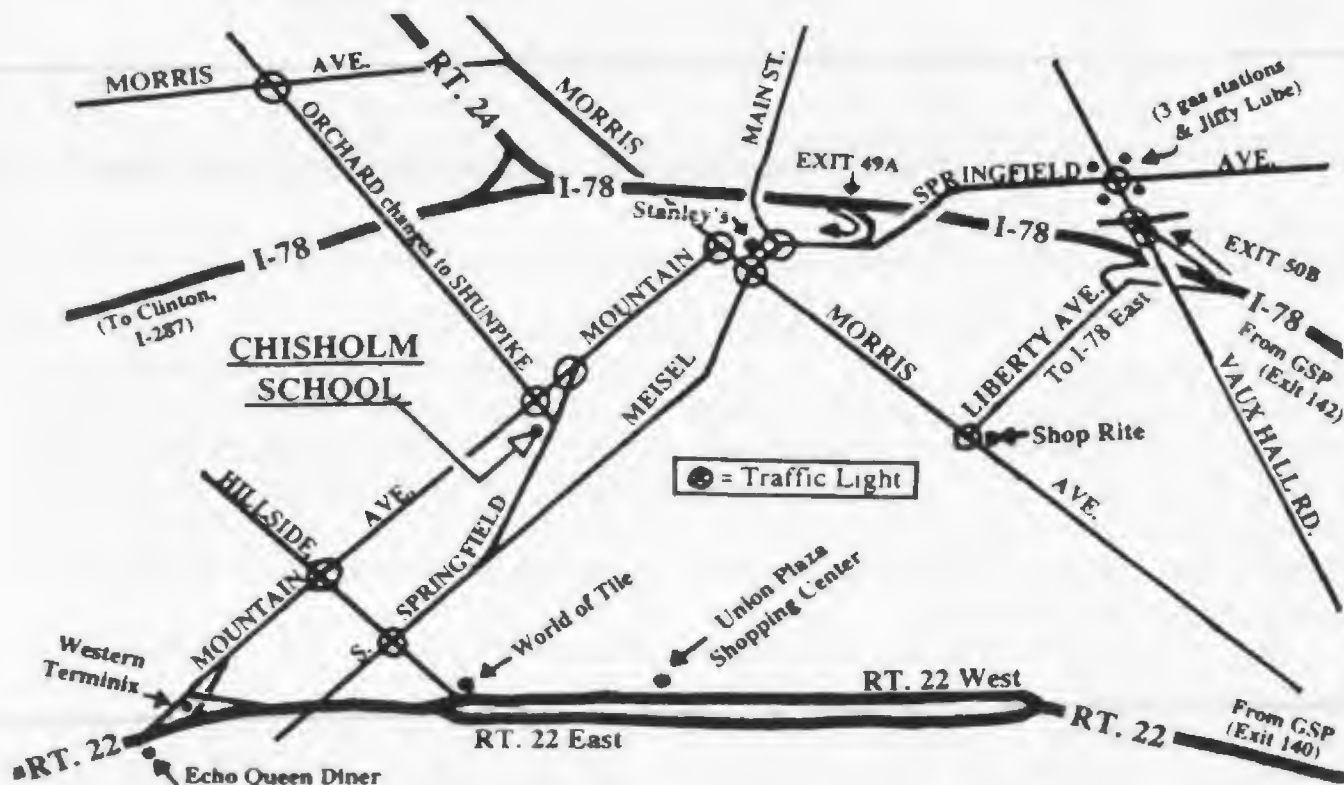 MORRIS AVE.
RT. 24
MORRIS
MAIN ST.
(3 gas stations
& Jiffy Lube)
EXIT 49A
SPRINGFIELD AVE.
ORCHARD changes to SHUNPIKE
I-78
Stanley's
I-78
I-78
EXIT 50B
(To Clinton,
I-287)
MOUNTAIN
I-78
From GSP
(Exit 142)
CHISHOLM
SCHOOL
MEISEL
MORRIS
LIBERTY AVE.
To I-78 East
VAUX HALL RD.
Shop Rite
= Traffic Light
AVE.
HILLSIDE
AVE.
S. SPRINGFIELD
MOUNTAIN
World of Tile
Union Plaza
Shopping Center
Western
Terminix
RT. 22 West
RT. 22 East
RT. 22
From GSP
(Exit 140)
RT. 22
Echo Queen Diner